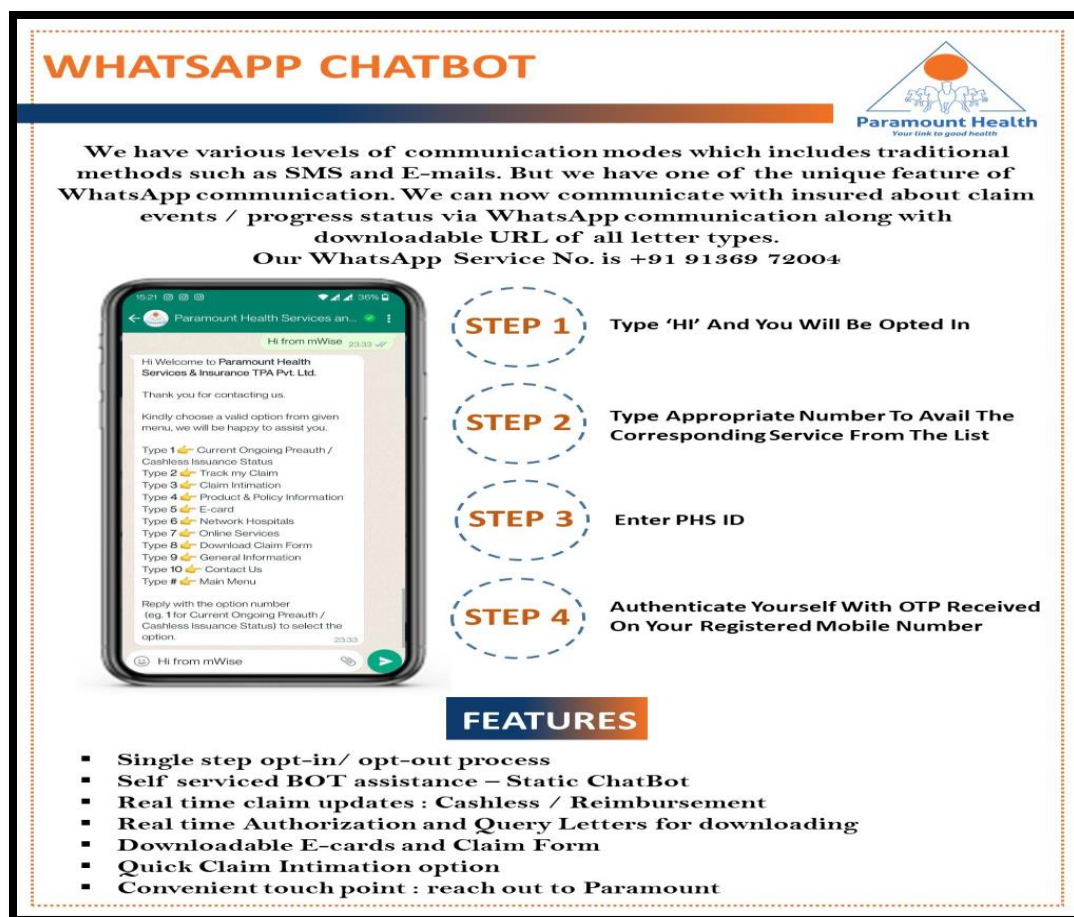 WHATSAPP CHATBOT
Paramount Health
Your link to good health
We have various levels of communication modes which includes traditional
methods such as SMS and E-mails. But we have one of the unique feature of
WhatsApp communication. We can now communicate with insured about claim
events / progress status via WhatsApp communication along with
downloadable URL of all letter types.
Our WhatsApp Service No. is +91 91369 72004
15:21 36%
Paramount Health Services an...
Hi from mWise 23:33
Hi Welcome to Paramount Health
Services & Insurance TPA Pvt. Ltd.
Thank you for contacting us.
Kindly choose a valid option from given
menu, we will be happy to assist you.
Type 1 👉 Current Ongoing Preauth /
Cashless Issuance Status
Type 2 👉 Track my Claim
Type 3 👉 Claim Intimation
Type 4 👉 Product & Policy Information
Type 5 👉 E-card
Type 6 👉 Network Hospitals
Type 7 👉 Online Services
Type 8 👉 Download Claim Form
Type 9 👉 General Information
Type 10 👉 Contact Us
Type # 👉 Main Menu
Reply with the option number
(eg. 1 for Current Ongoing Preauth /
Cashless Issuance Status) to select the
option. 23:33
Hi from mWise
STEP 1 Type ‘HI’ And You Will Be Opted In
STEP 2 Type Appropriate Number To Avail The
Corresponding Service From The List
STEP 3 Enter PHS ID
STEP 4 Authenticate Yourself With OTP Received
On Your Registered Mobile Number
FEATURES
▪ Single step opt-in/ opt-out process
▪ Self serviced BOT assistance – Static ChatBot
▪ Real time claim updates : Cashless / Reimbursement
▪ Real time Authorization and Query Letters for downloading
▪ Downloadable E-cards and Claim Form
▪ Quick Claim Intimation option
▪ Convenient touch point : reach out to Paramount